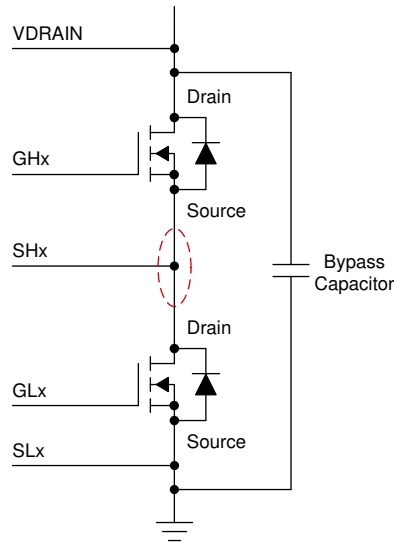 VDRAIN
Drain
GHx
Source
SHx
Bypass
Capacitor
Drain
GLx
Source
SLx